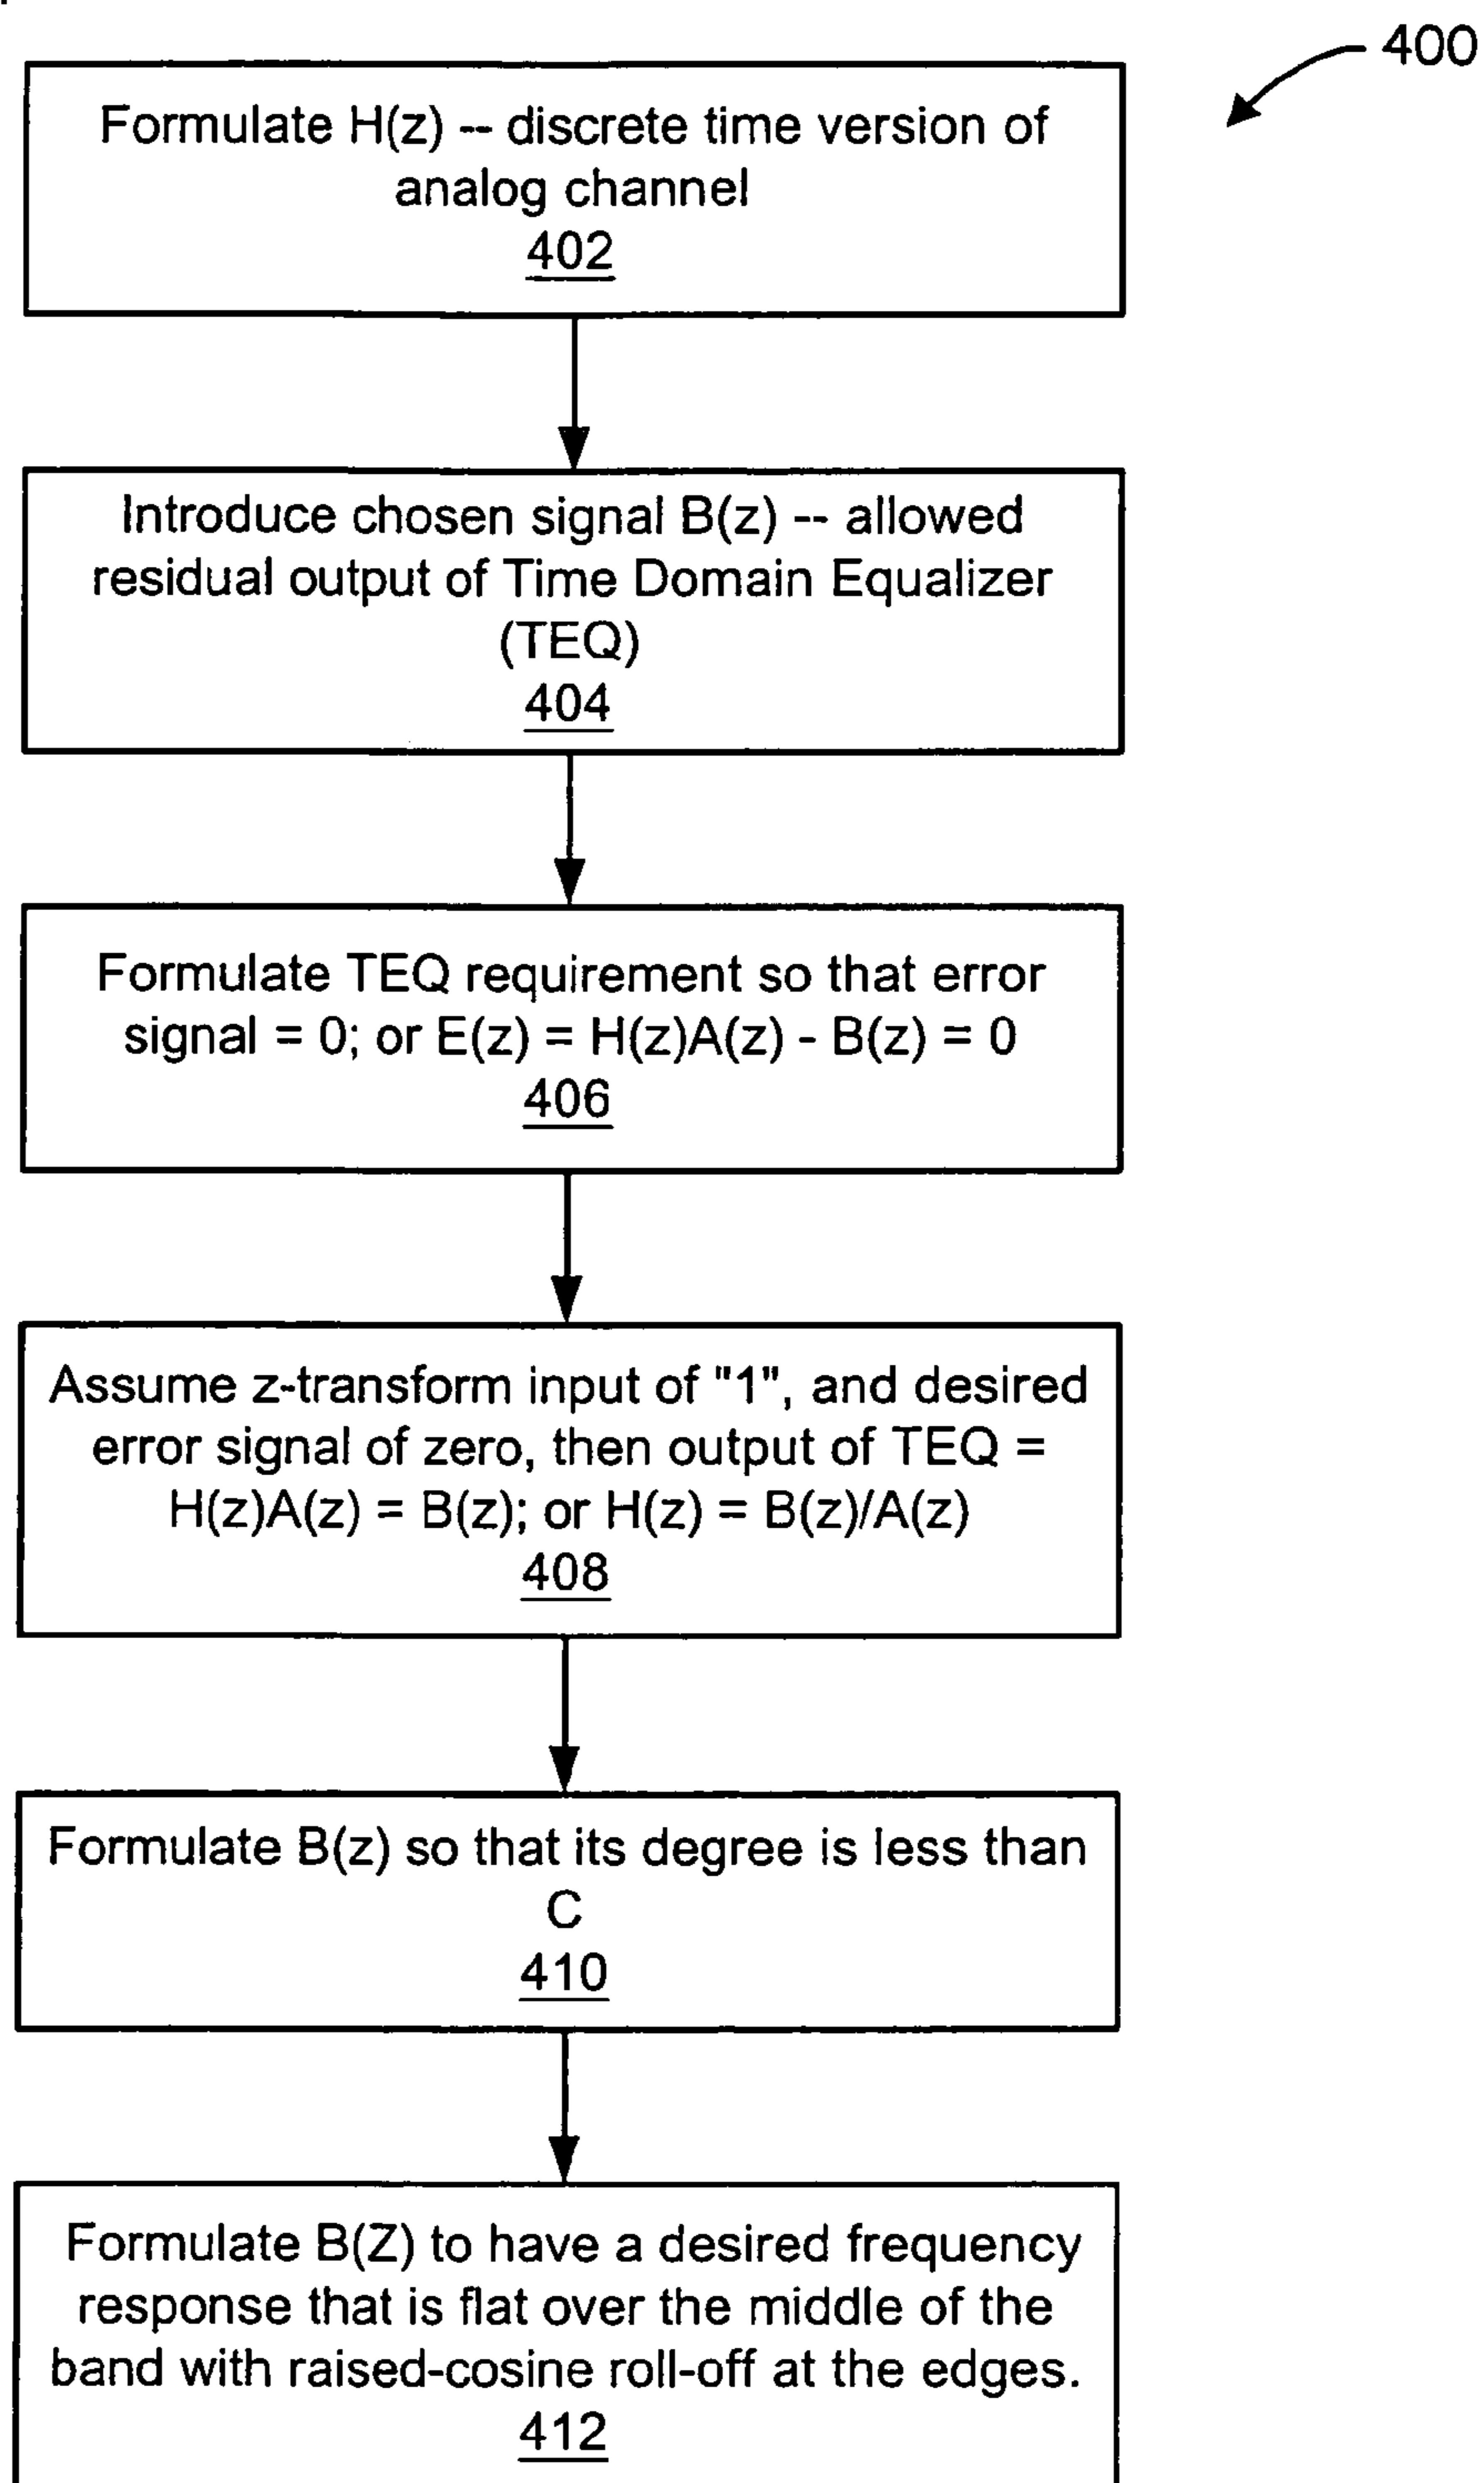 400
Formulate H(z) -- discrete time version of
analog channel
402
Introduce chosen signal B(z) -- allowed
residual output of Time Domain Equalizer
(TEQ)
404
Formulate TEQ requirement so that error
signal = 0; or E(z) = H(z)A(z) - B(z) = 0
406
Assume z-transform input of "1", and desired
error signal of zero, then output of TEQ =
H(z)A(z) = B(z); or H(z) = B(z)/A(z)
408
Formulate B(z) so that its degree is less than
C
410
Formulate B(Z) to have a desired frequency
response that is flat over the middle of the
band with raised-cosine roll-off at the edges.
412